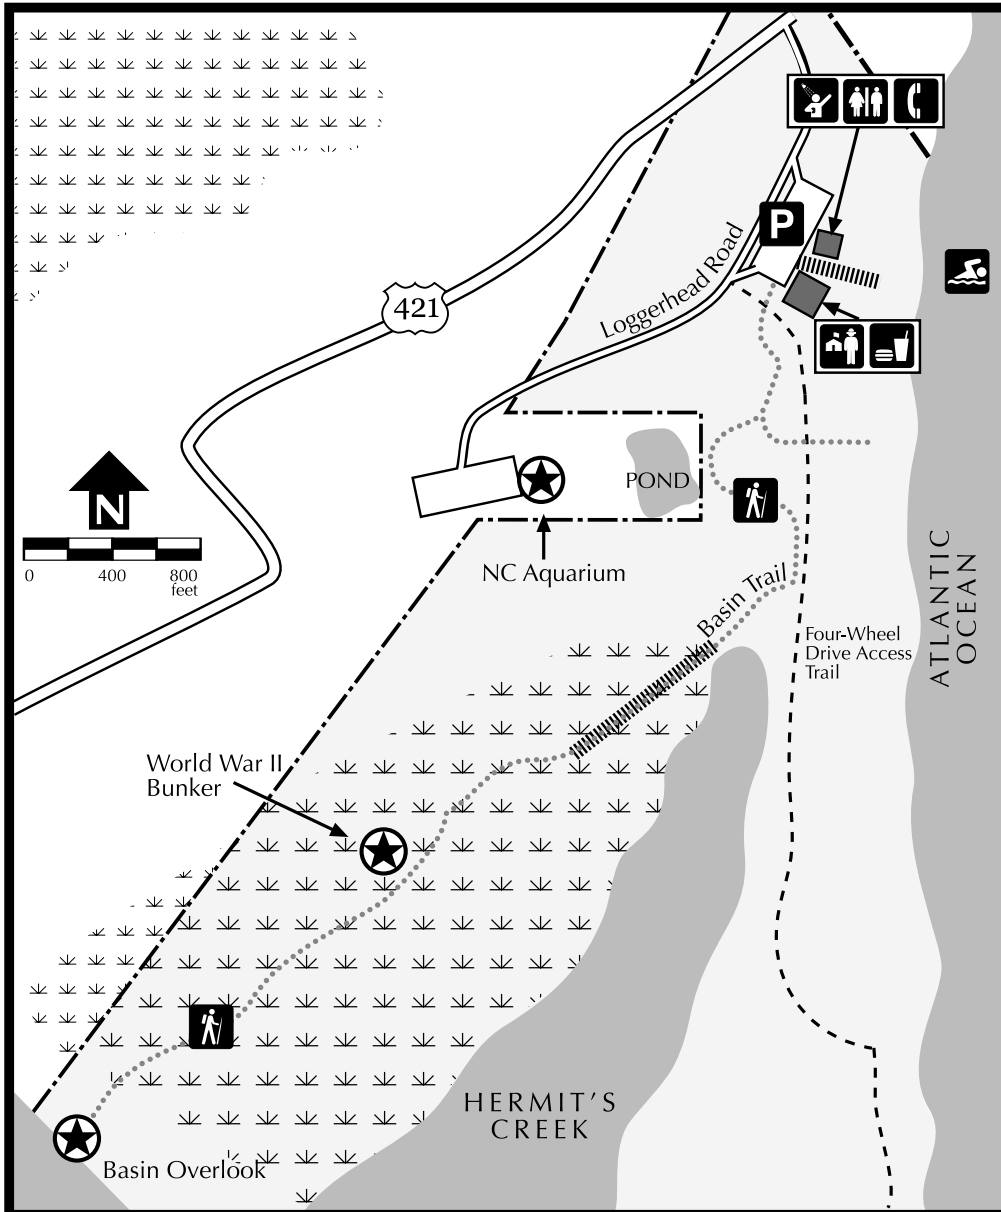 P
421
Loggerhead Road
POND
N
0 400 800
feet
NC Aquarium
Basin Trail
Four-Wheel
Drive Access
Trail
ATLANTIC
OCEAN
World War II
Bunker
HERMIT'S
CREEK
Basin Overlook